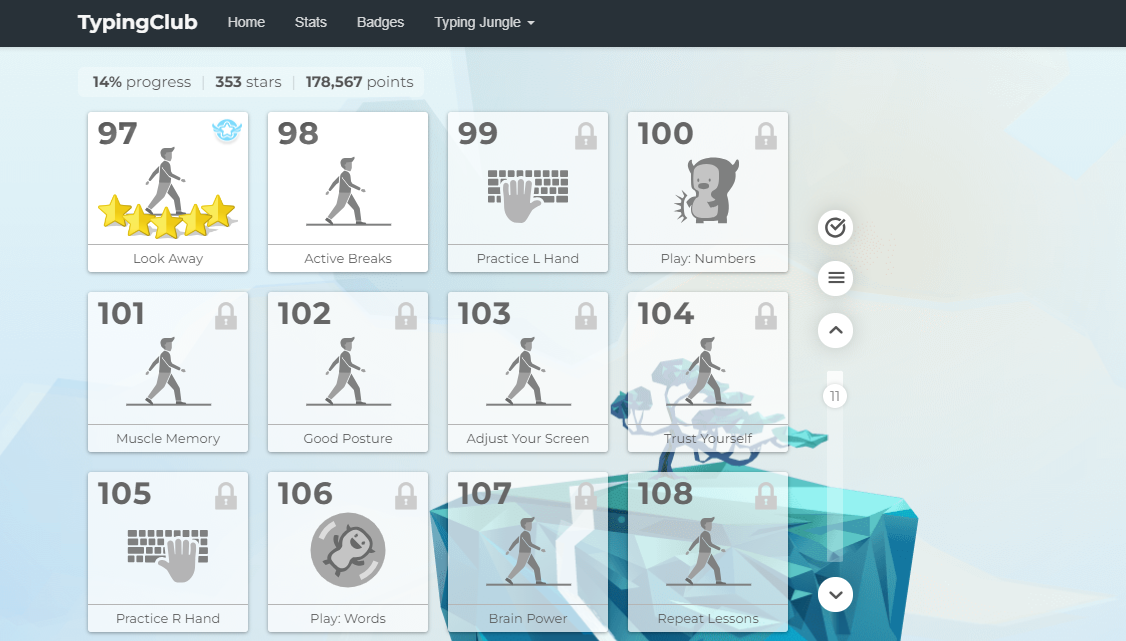 TypingClub Home Stats Badges Typing Jungle
14% progress | 353 stars | 178,567 points
97 98 99 100
Look Away Active Breaks Practice L Hand Play: Numbers
101 102 103 104
11
Muscle Memory Good Posture Adjust Your Screen Trust Yourself
105 106 107 108
Practice R Hand Play: Words Brain Power Repeat Lessons